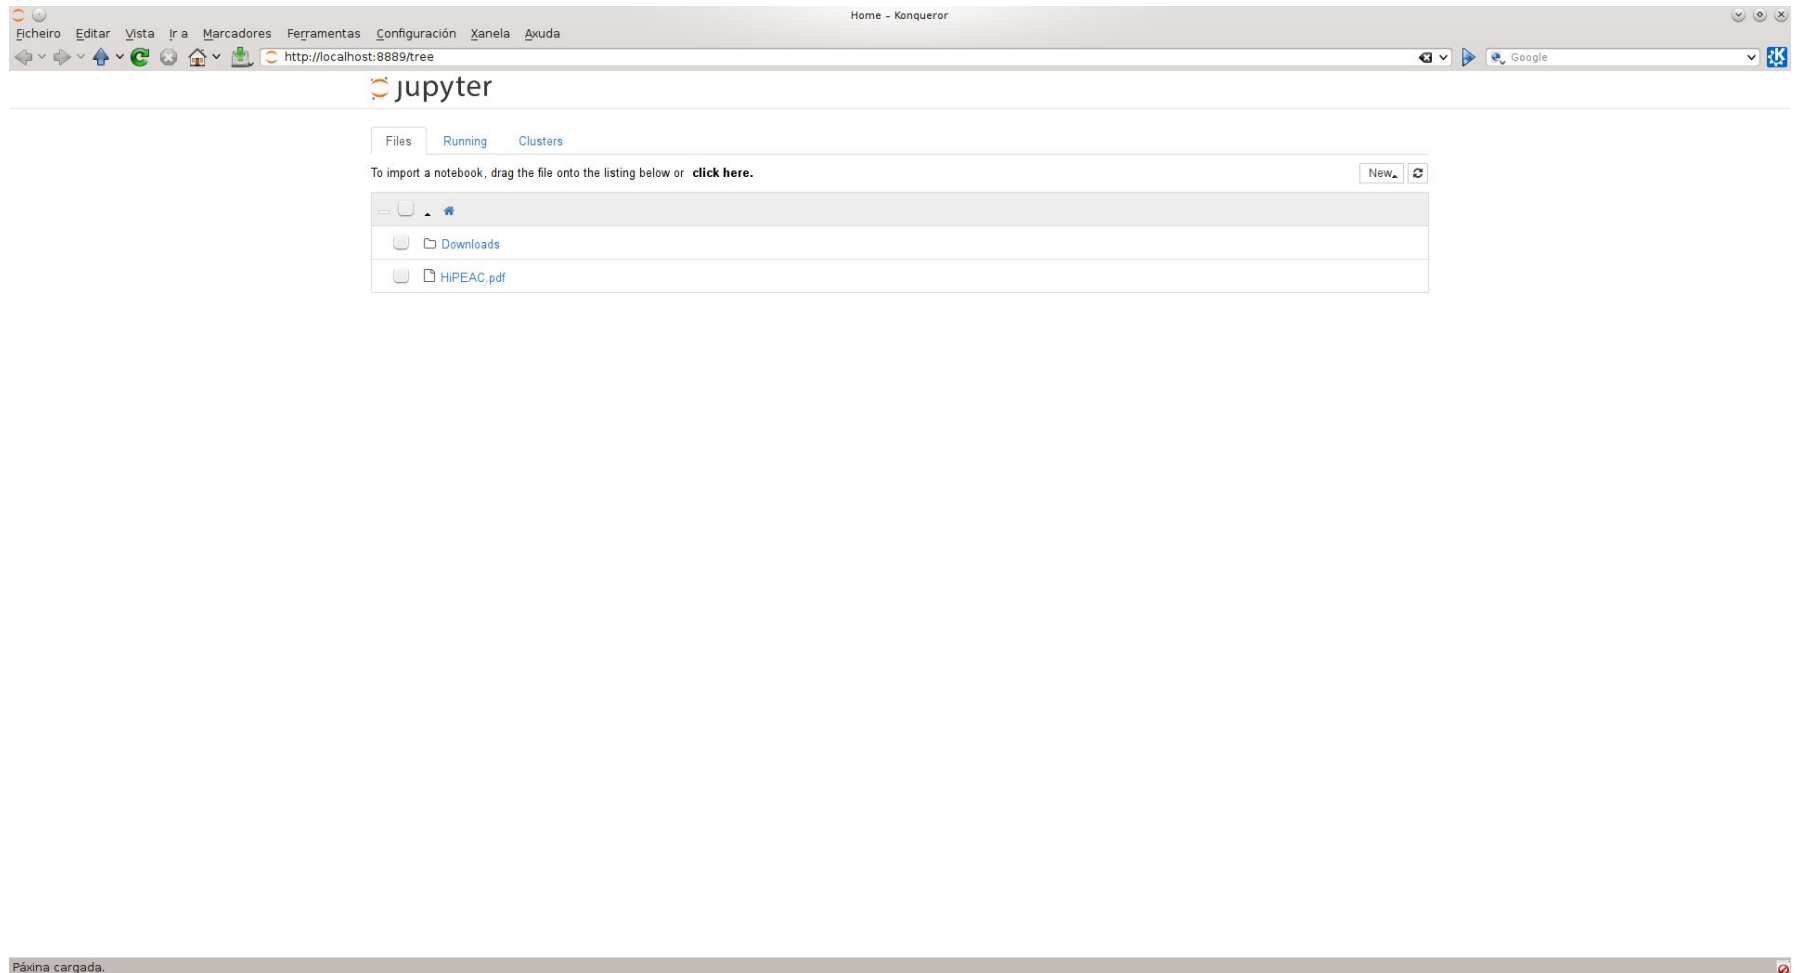 Home - Konqueror
Ficheiro Editar Vista Ir a Marcadores Ferramentas Configuración Xanela Axuda
http://localhost:8889/tree Google
jupyter
Files Running Clusters
To import a notebook, drag the file onto the listing below or click here. New
Downloads
HiPEAC.pdf
Páxina cargada.